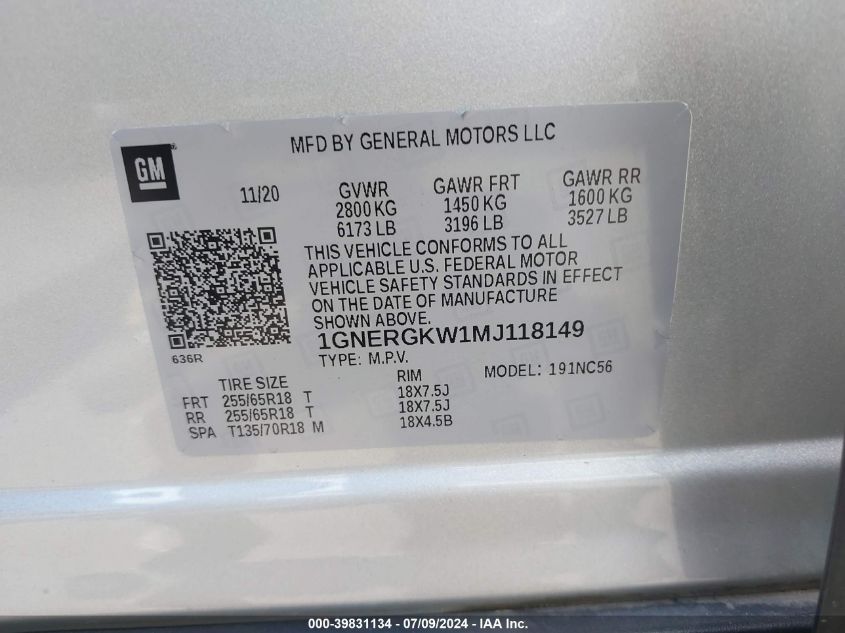 MFD BY GENERAL MOTORS LLC
GM
11/20 GVWR GAWR FRT GAWR RR
2800 KG 1450 KG 1600 KG
6173 LB 3196 LB 3527 LB
THIS VEHICLE CONFORMS TO ALL
APPLICABLE U.S. FEDERAL MOTOR
VEHICLE SAFETY STANDARDS IN EFFECT
ON THE DATE OF MANUFACTURE
SHOWN ABOVE.
1GNERGKW1MJ118149
636R
TYPE: M.P.V. MODEL: 191NC56
TIRE SIZE RIM
FRT 255/65R18 T 18X7.5J
RR 255/65R18 T 18X7.5J
SPA T135/70R18 M 18X4.5B
000-39831134 - 07/09/2024 - IAA Inc.